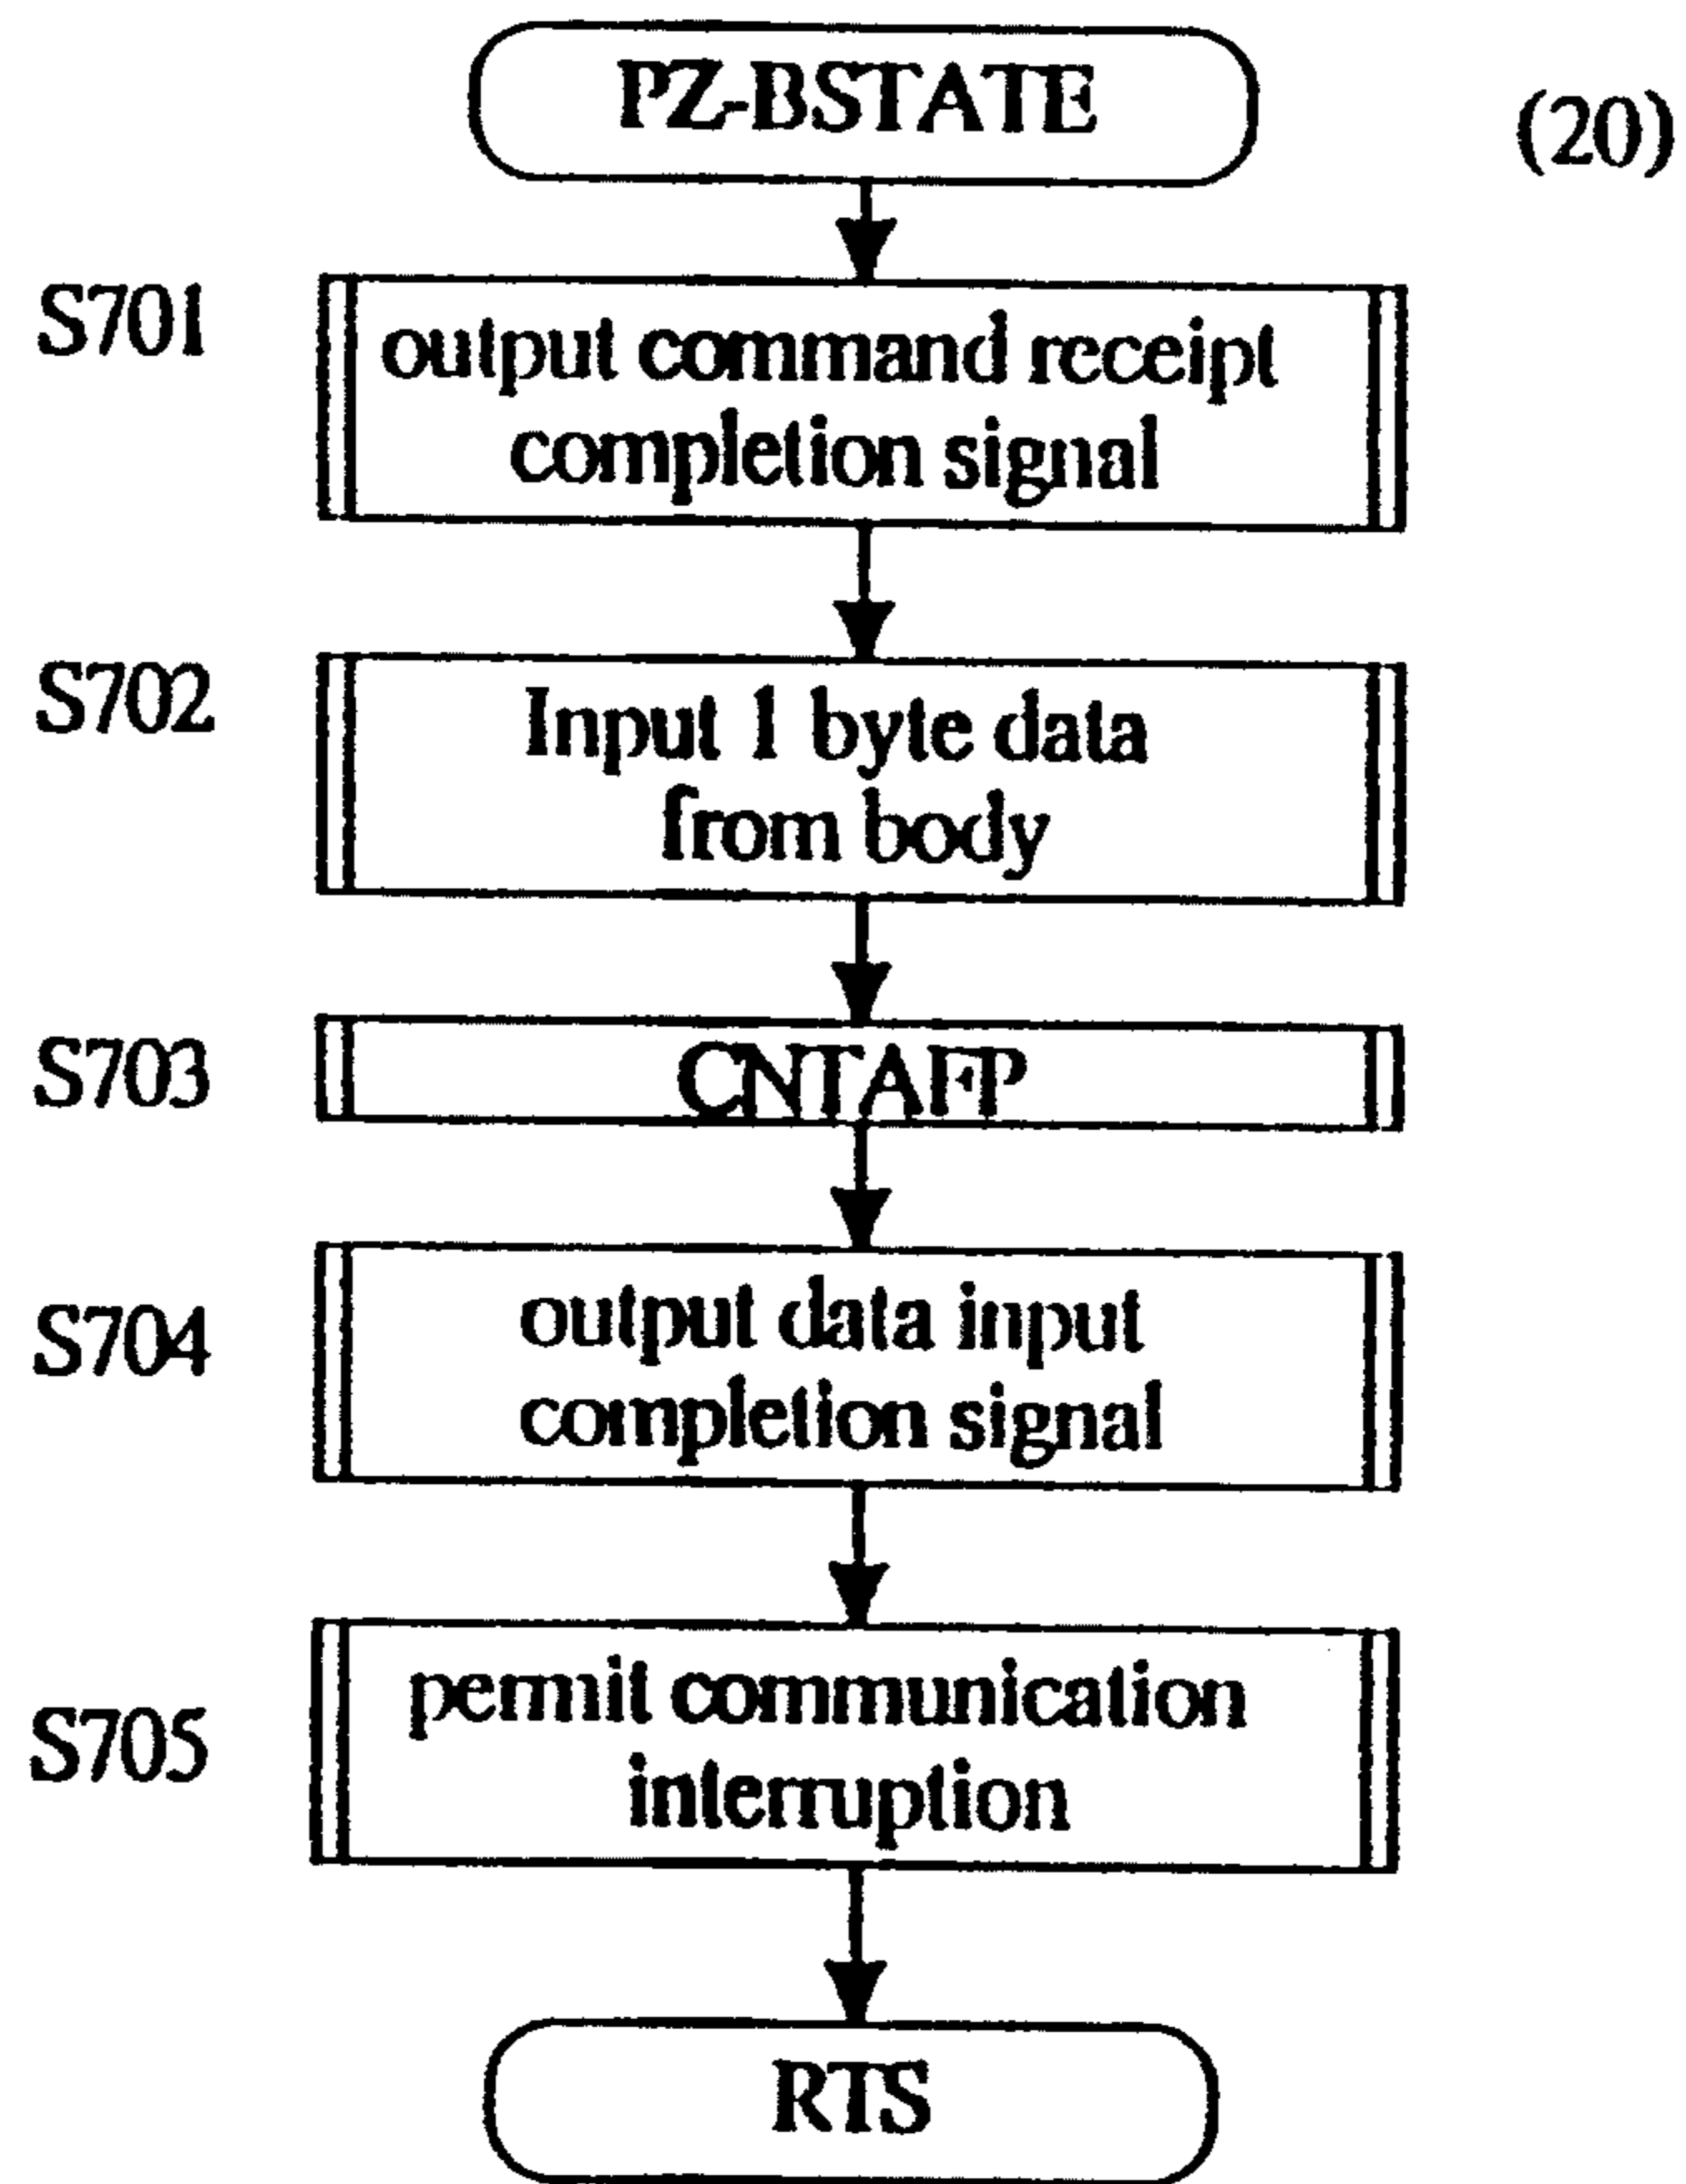 PZ-BSTATE
(20)
S701
output command receipt
completion signal
S702
Input 1 byte data
from body
S703
CNTAFP
S704
output data input
completion signal
S705
permit communication
interruption
RTS